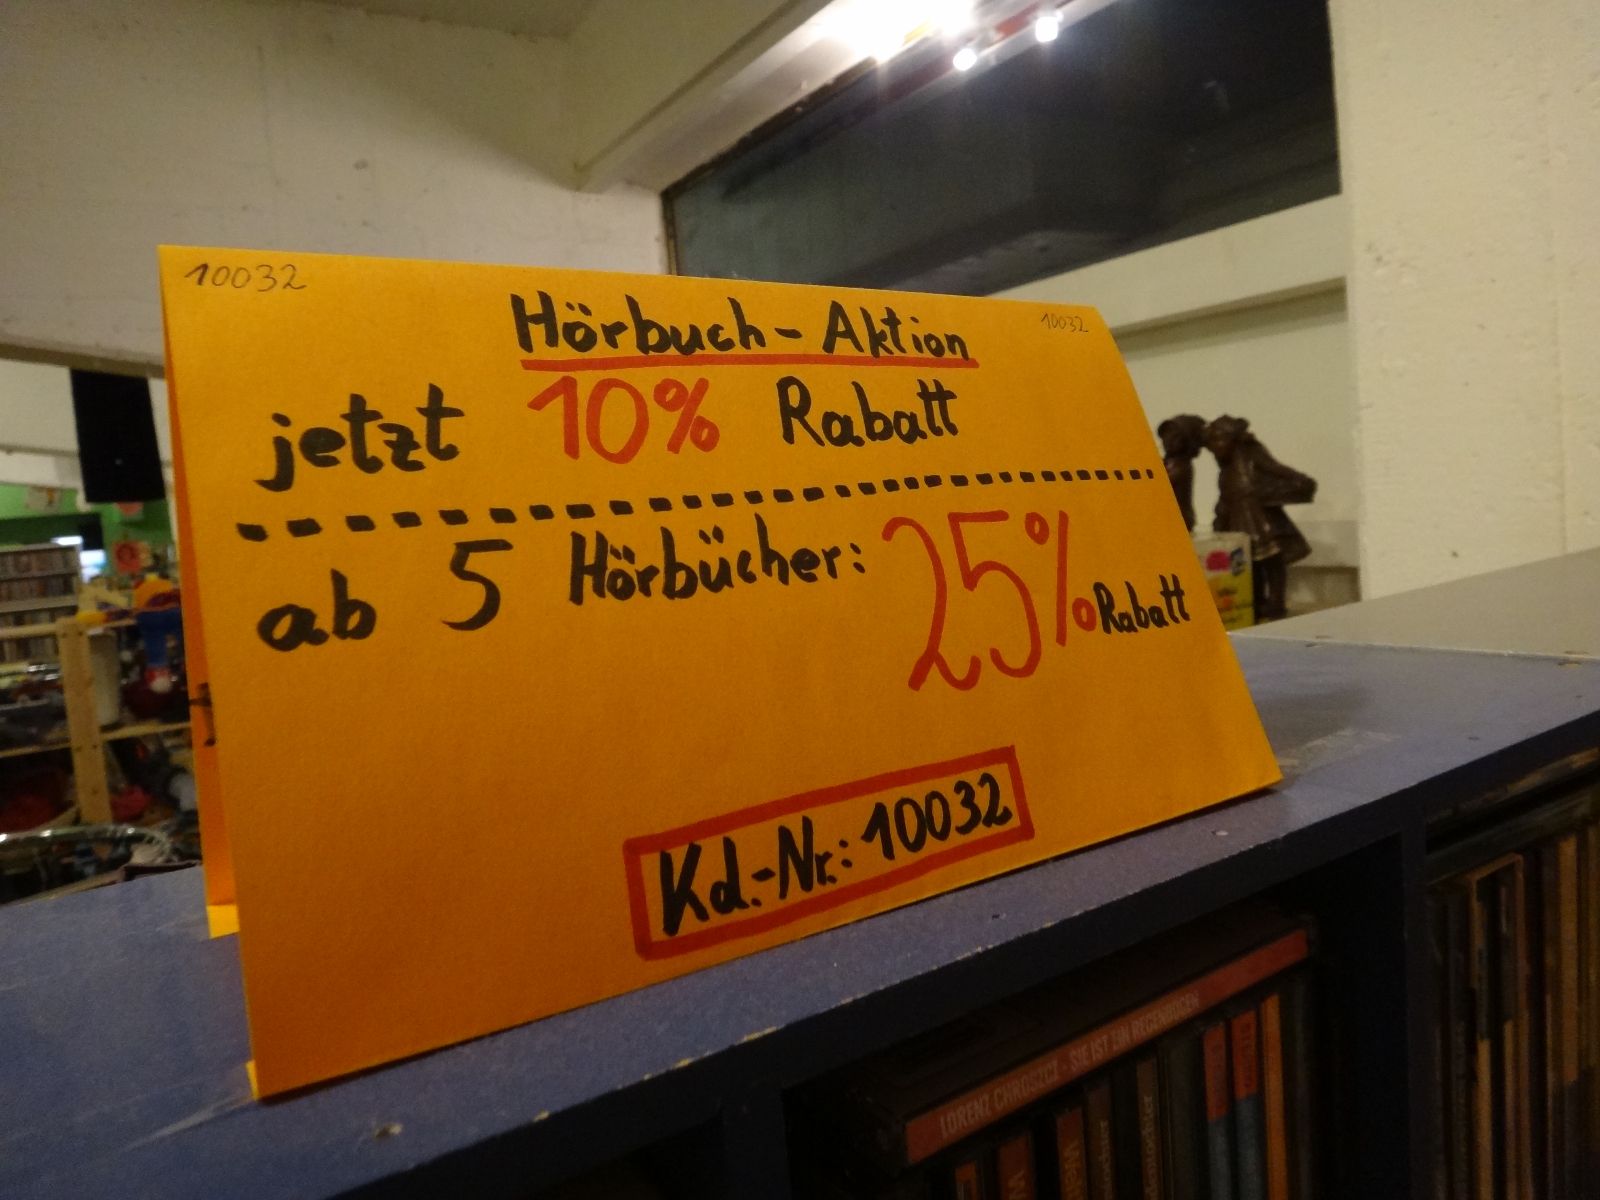 10032
10032
Hörbuch-Aktion
jetzt 10% Rabatt
ab 5 Hörbücher: 25% Rabatt
Kd.-Nr.: 10032
LORENZ CHROSZCZ - SIE IST EIN REGENBOGEN